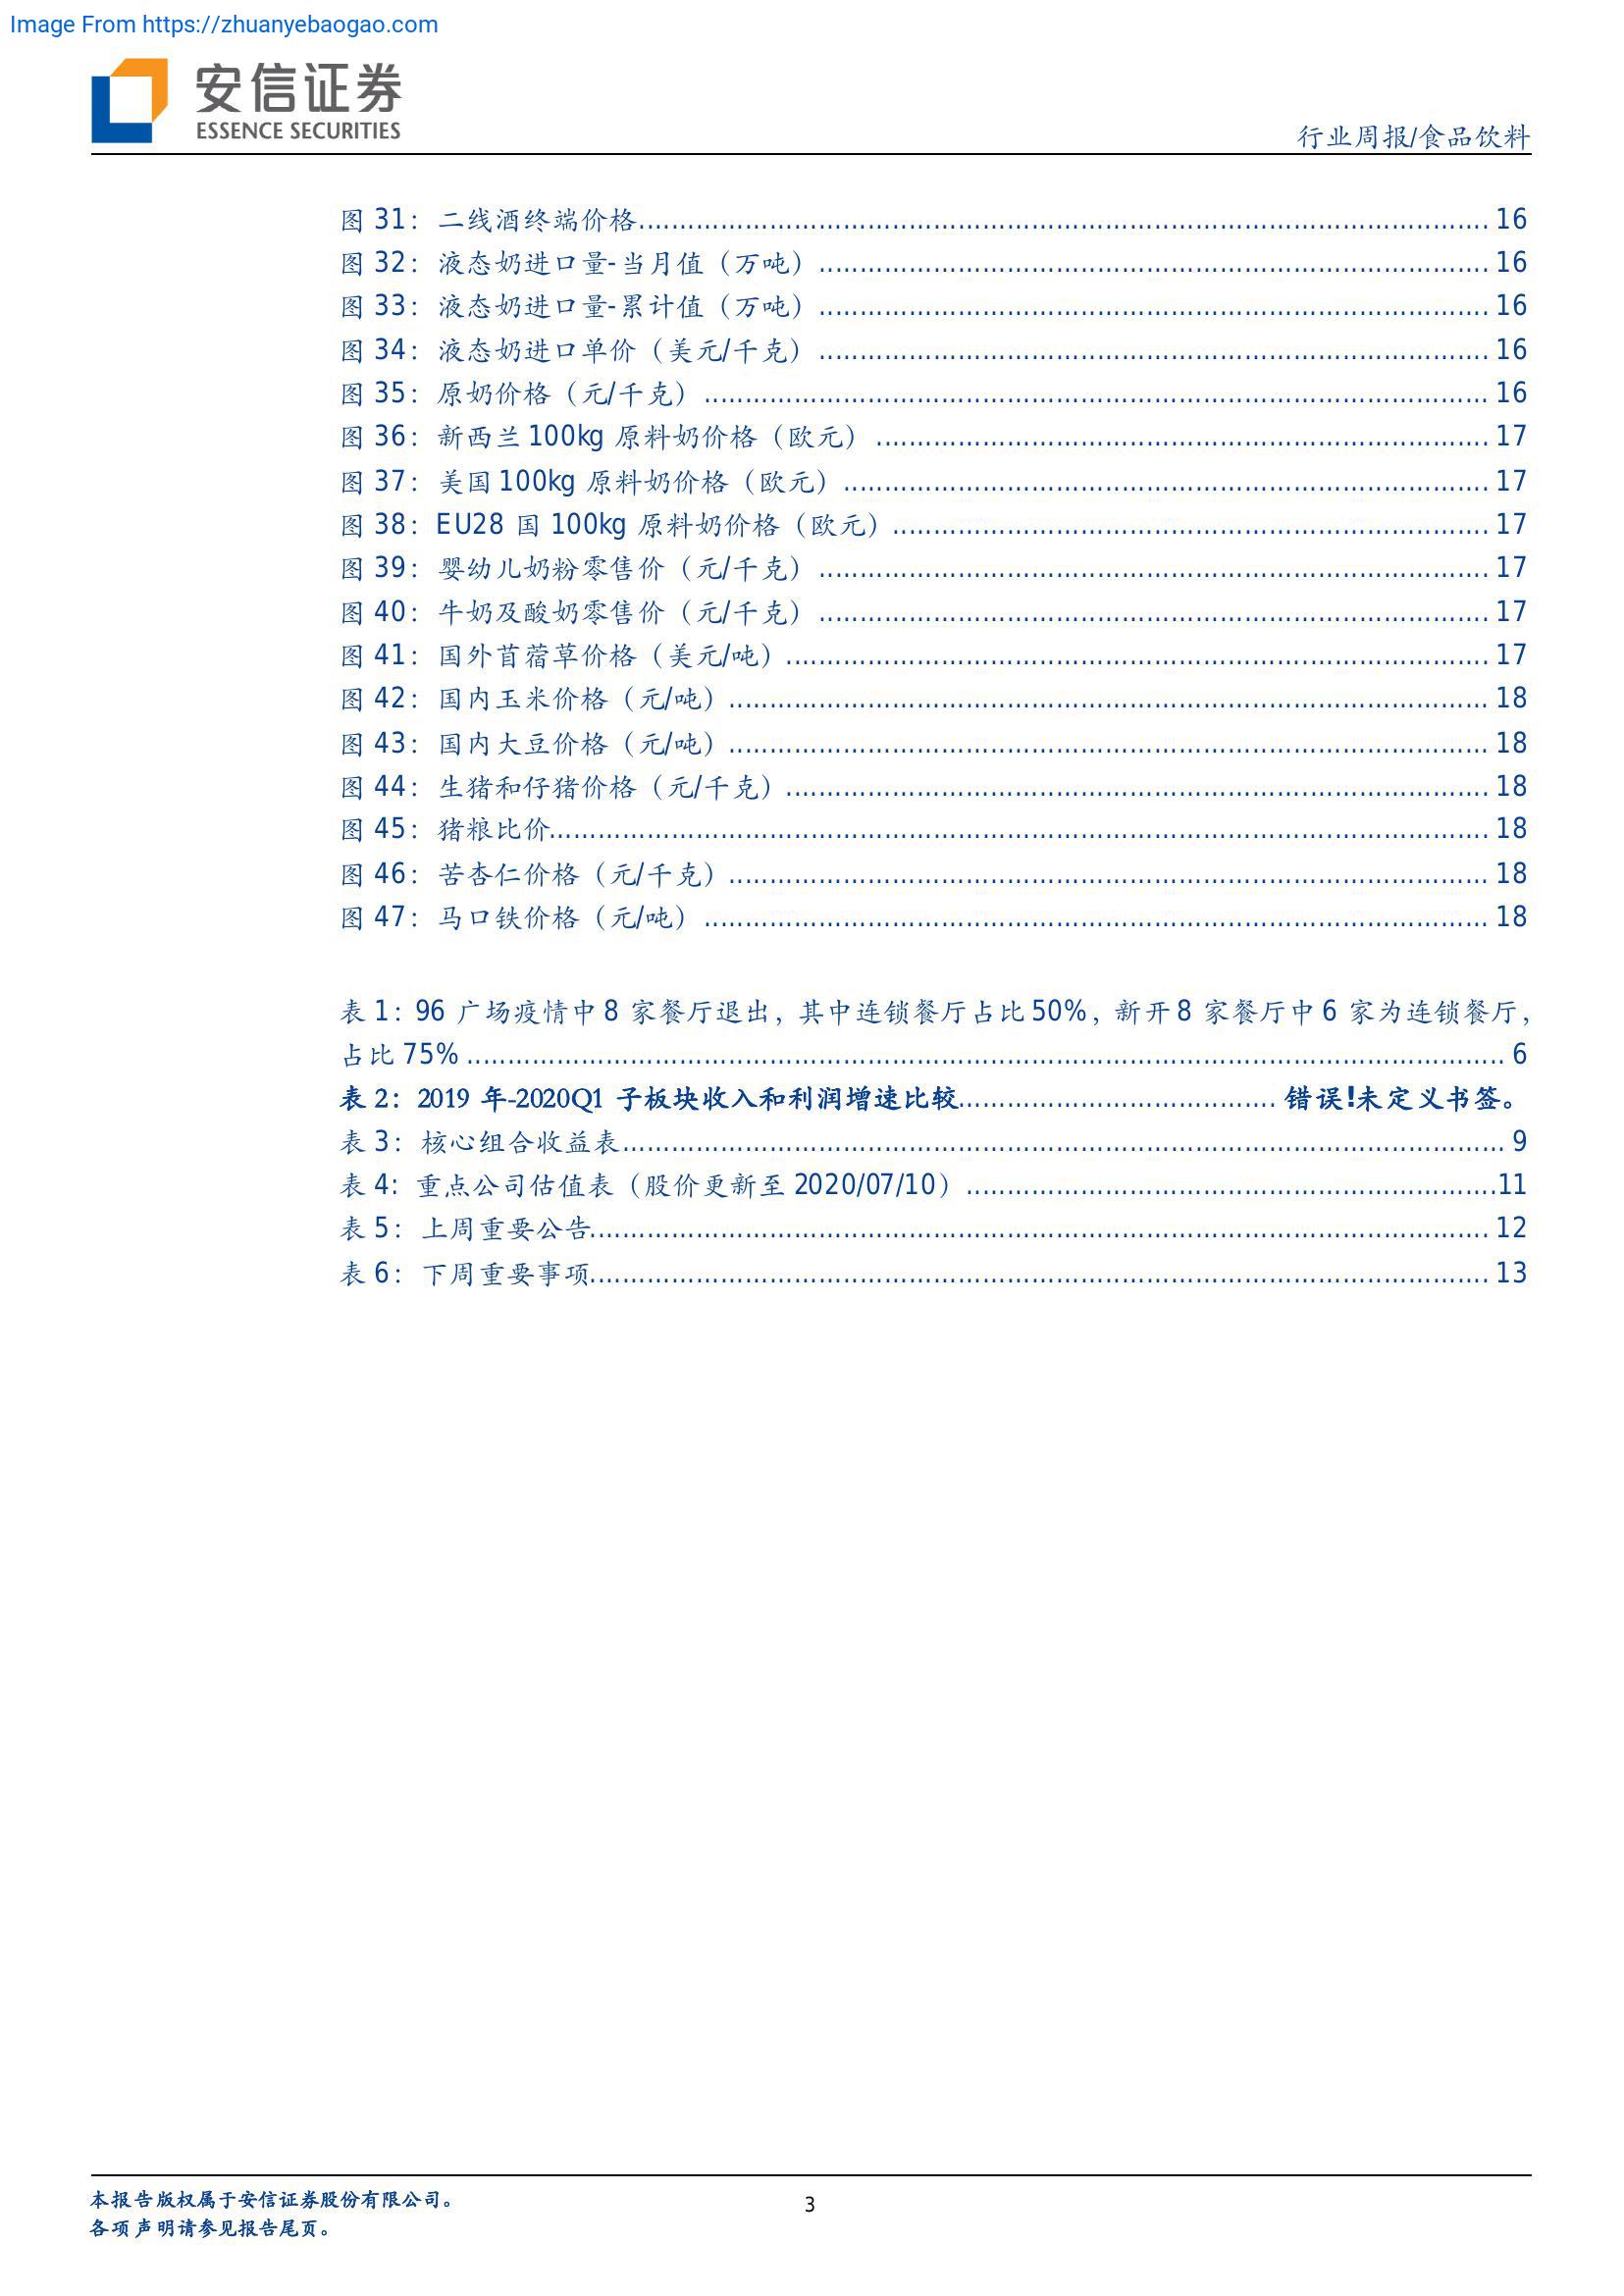 Image From https://zhuanyebaogao.com
安信证券
ESSENCE SECURITIES
行业周报/食品饮料
图 31：二线酒终端价格 16
图 32：液态奶进口量-当月值（万吨） 16
图 33：液态奶进口量-累计值（万吨） 16
图 34：液态奶进口单价（美元/千克） 16
图 35：原奶价格（元/千克） 16
图 36：新西兰 100kg 原料奶价格（欧元） 17
图 37：美国 100kg 原料奶价格（欧元） 17
图 38：EU28 国 100kg 原料奶价格（欧元） 17
图 39：婴幼儿奶粉零售价（元/千克） 17
图 40：牛奶及酸奶零售价（元/千克） 17
图 41：国外苜蓿草价格（美元/吨） 17
图 42：国内玉米价格（元/吨） 18
图 43：国内大豆价格（元/吨） 18
图 44：生猪和仔猪价格（元/千克） 18
图 45：猪粮比价 18
图 46：苦杏仁价格（元/千克） 18
图 47：马口铁价格（元/吨） 18
表 1：96 广场疫情中 8 家餐厅退出，其中连锁餐厅占比 50%，新开 8 家餐厅中 6 家为连锁餐厅，
占比 75% 6
表 2：2019 年-2020Q1 子板块收入和利润增速比较 错误!未定义书签。
表 3：核心组合收益表 9
表 4：重点公司估值表（股价更新至 2020/07/10） 11
表 5：上周重要公告 12
表 6：下周重要事项 13
本报告版权属于安信证券股份有限公司。
3
各项声明请参见报告尾页。